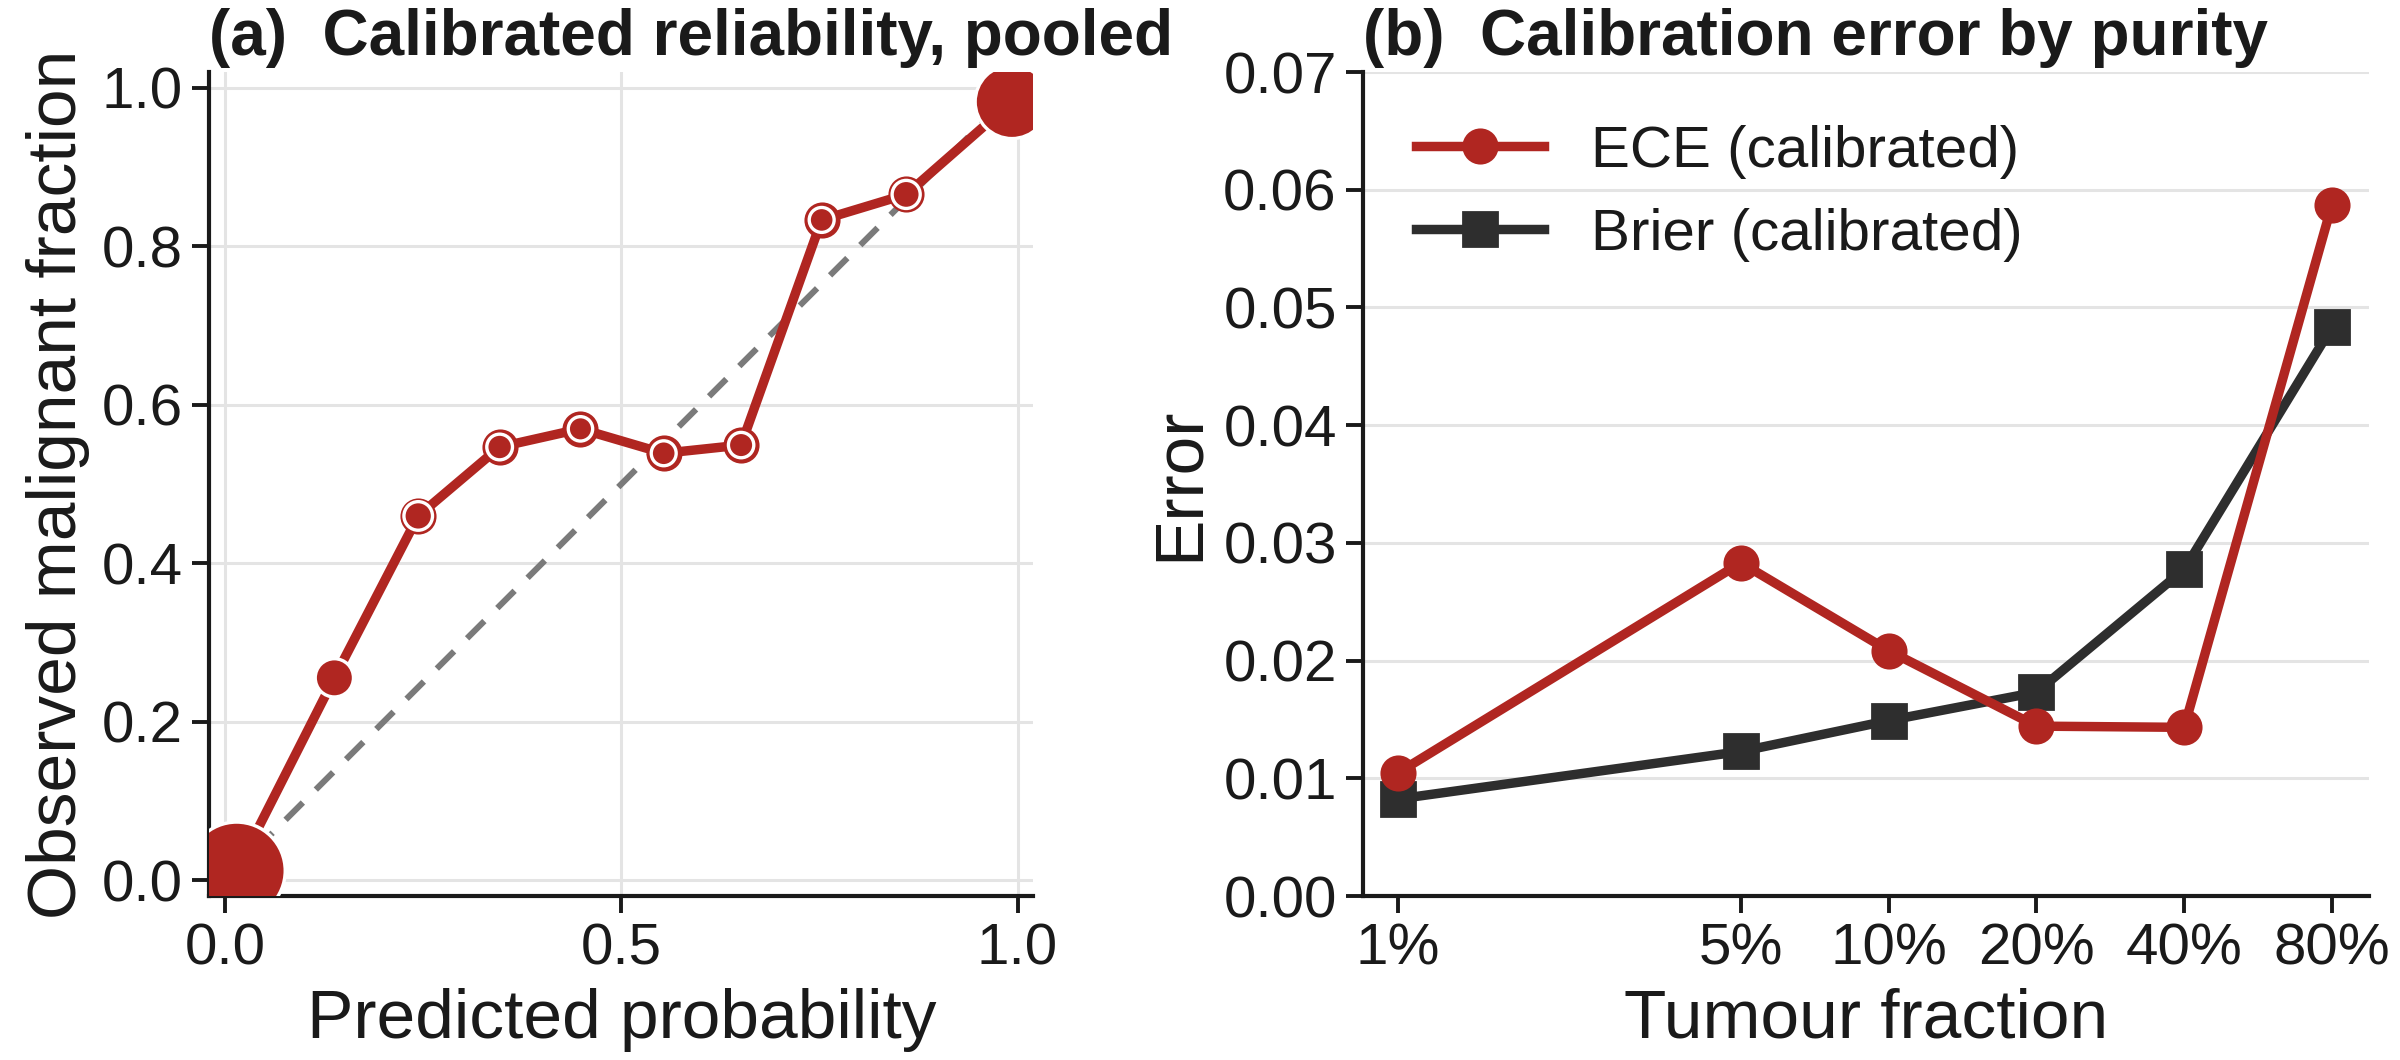 (a)  Calibrated reliability, pooled
Observed malignant fraction
1.0
0.8
0.6
0.4
0.2
0.0
0.0 0.5 1.0
Predicted probability
(b)  Calibration error by purity
Error
0.07
0.06
0.05
0.04
0.03
0.02
0.01
0.00
ECE (calibrated)
Brier (calibrated)
1% 5% 10% 20% 40% 80%
Tumour fraction